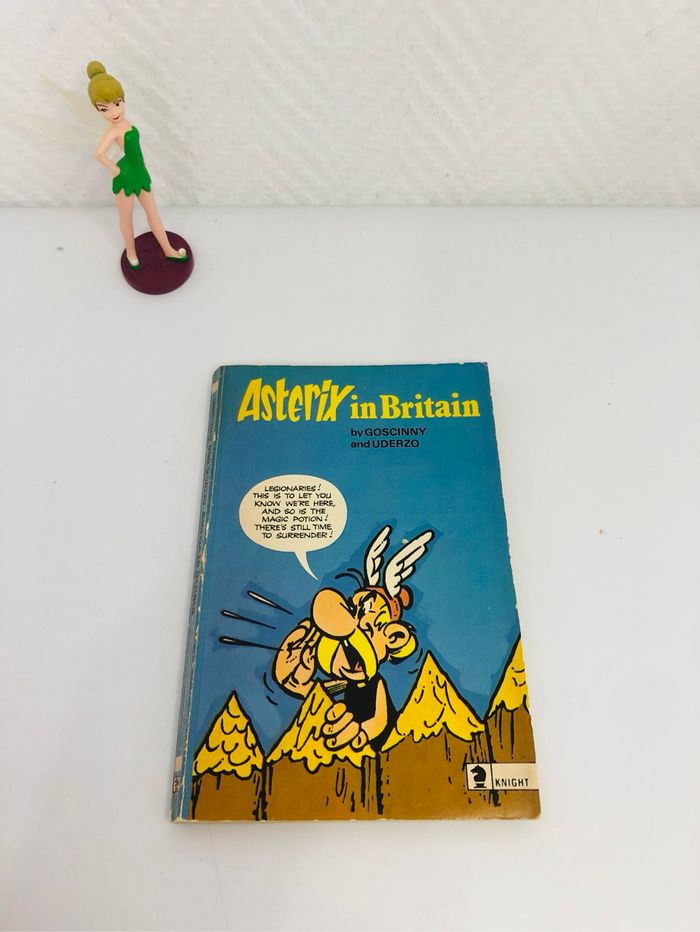 Asterix in Britain
by GOSCINNY
and UDERZO
LEGIONARIES!
THIS IS TO LET YOU
KNOW WE'RE HERE,
AND SO IS THE
MAGIC POTION!
THERE'S STILL TIME
TO SURRENDER!
KNIGHT